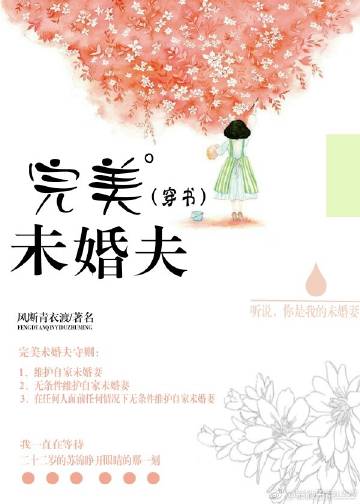 完美
(穿书)
未婚夫
风断青衣渡/著名
FENGDUANQINYIDUZHUMING
听说，你是我的未婚妻
完美未婚夫守则：
1、维护自家未婚妻
2、无条件维护自家未婚妻
3、在任何人面前任何情况下无条件维护自家未婚妻
我一直在等待
二十二岁的苏锦睁开眼睛的那一刻